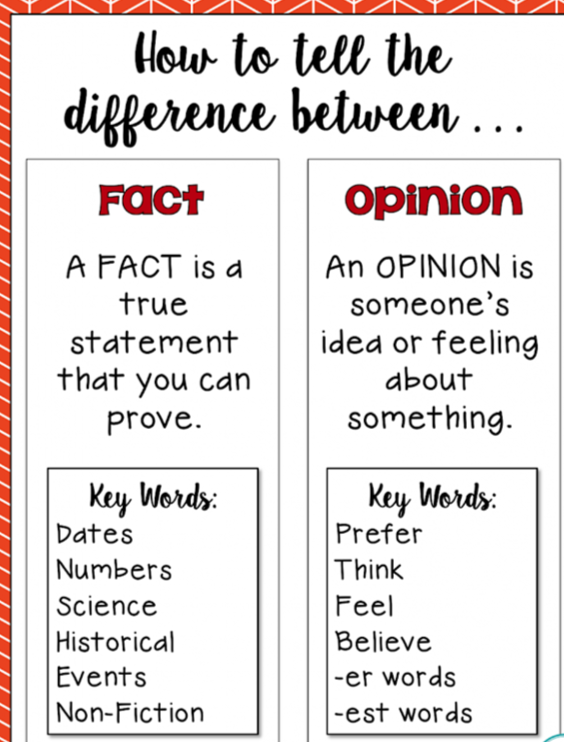 How to tell the
difference between ...
Fact
A FACT is a
true
statement
that you can
prove.
Key Words:
Dates
Numbers
Science
Historical
Events
Non-Fiction
Opinion
An OPINION is
someone's
idea or feeling
about
something.
Key Words:
Prefer
Think
Feel
Believe
-er words
-est words